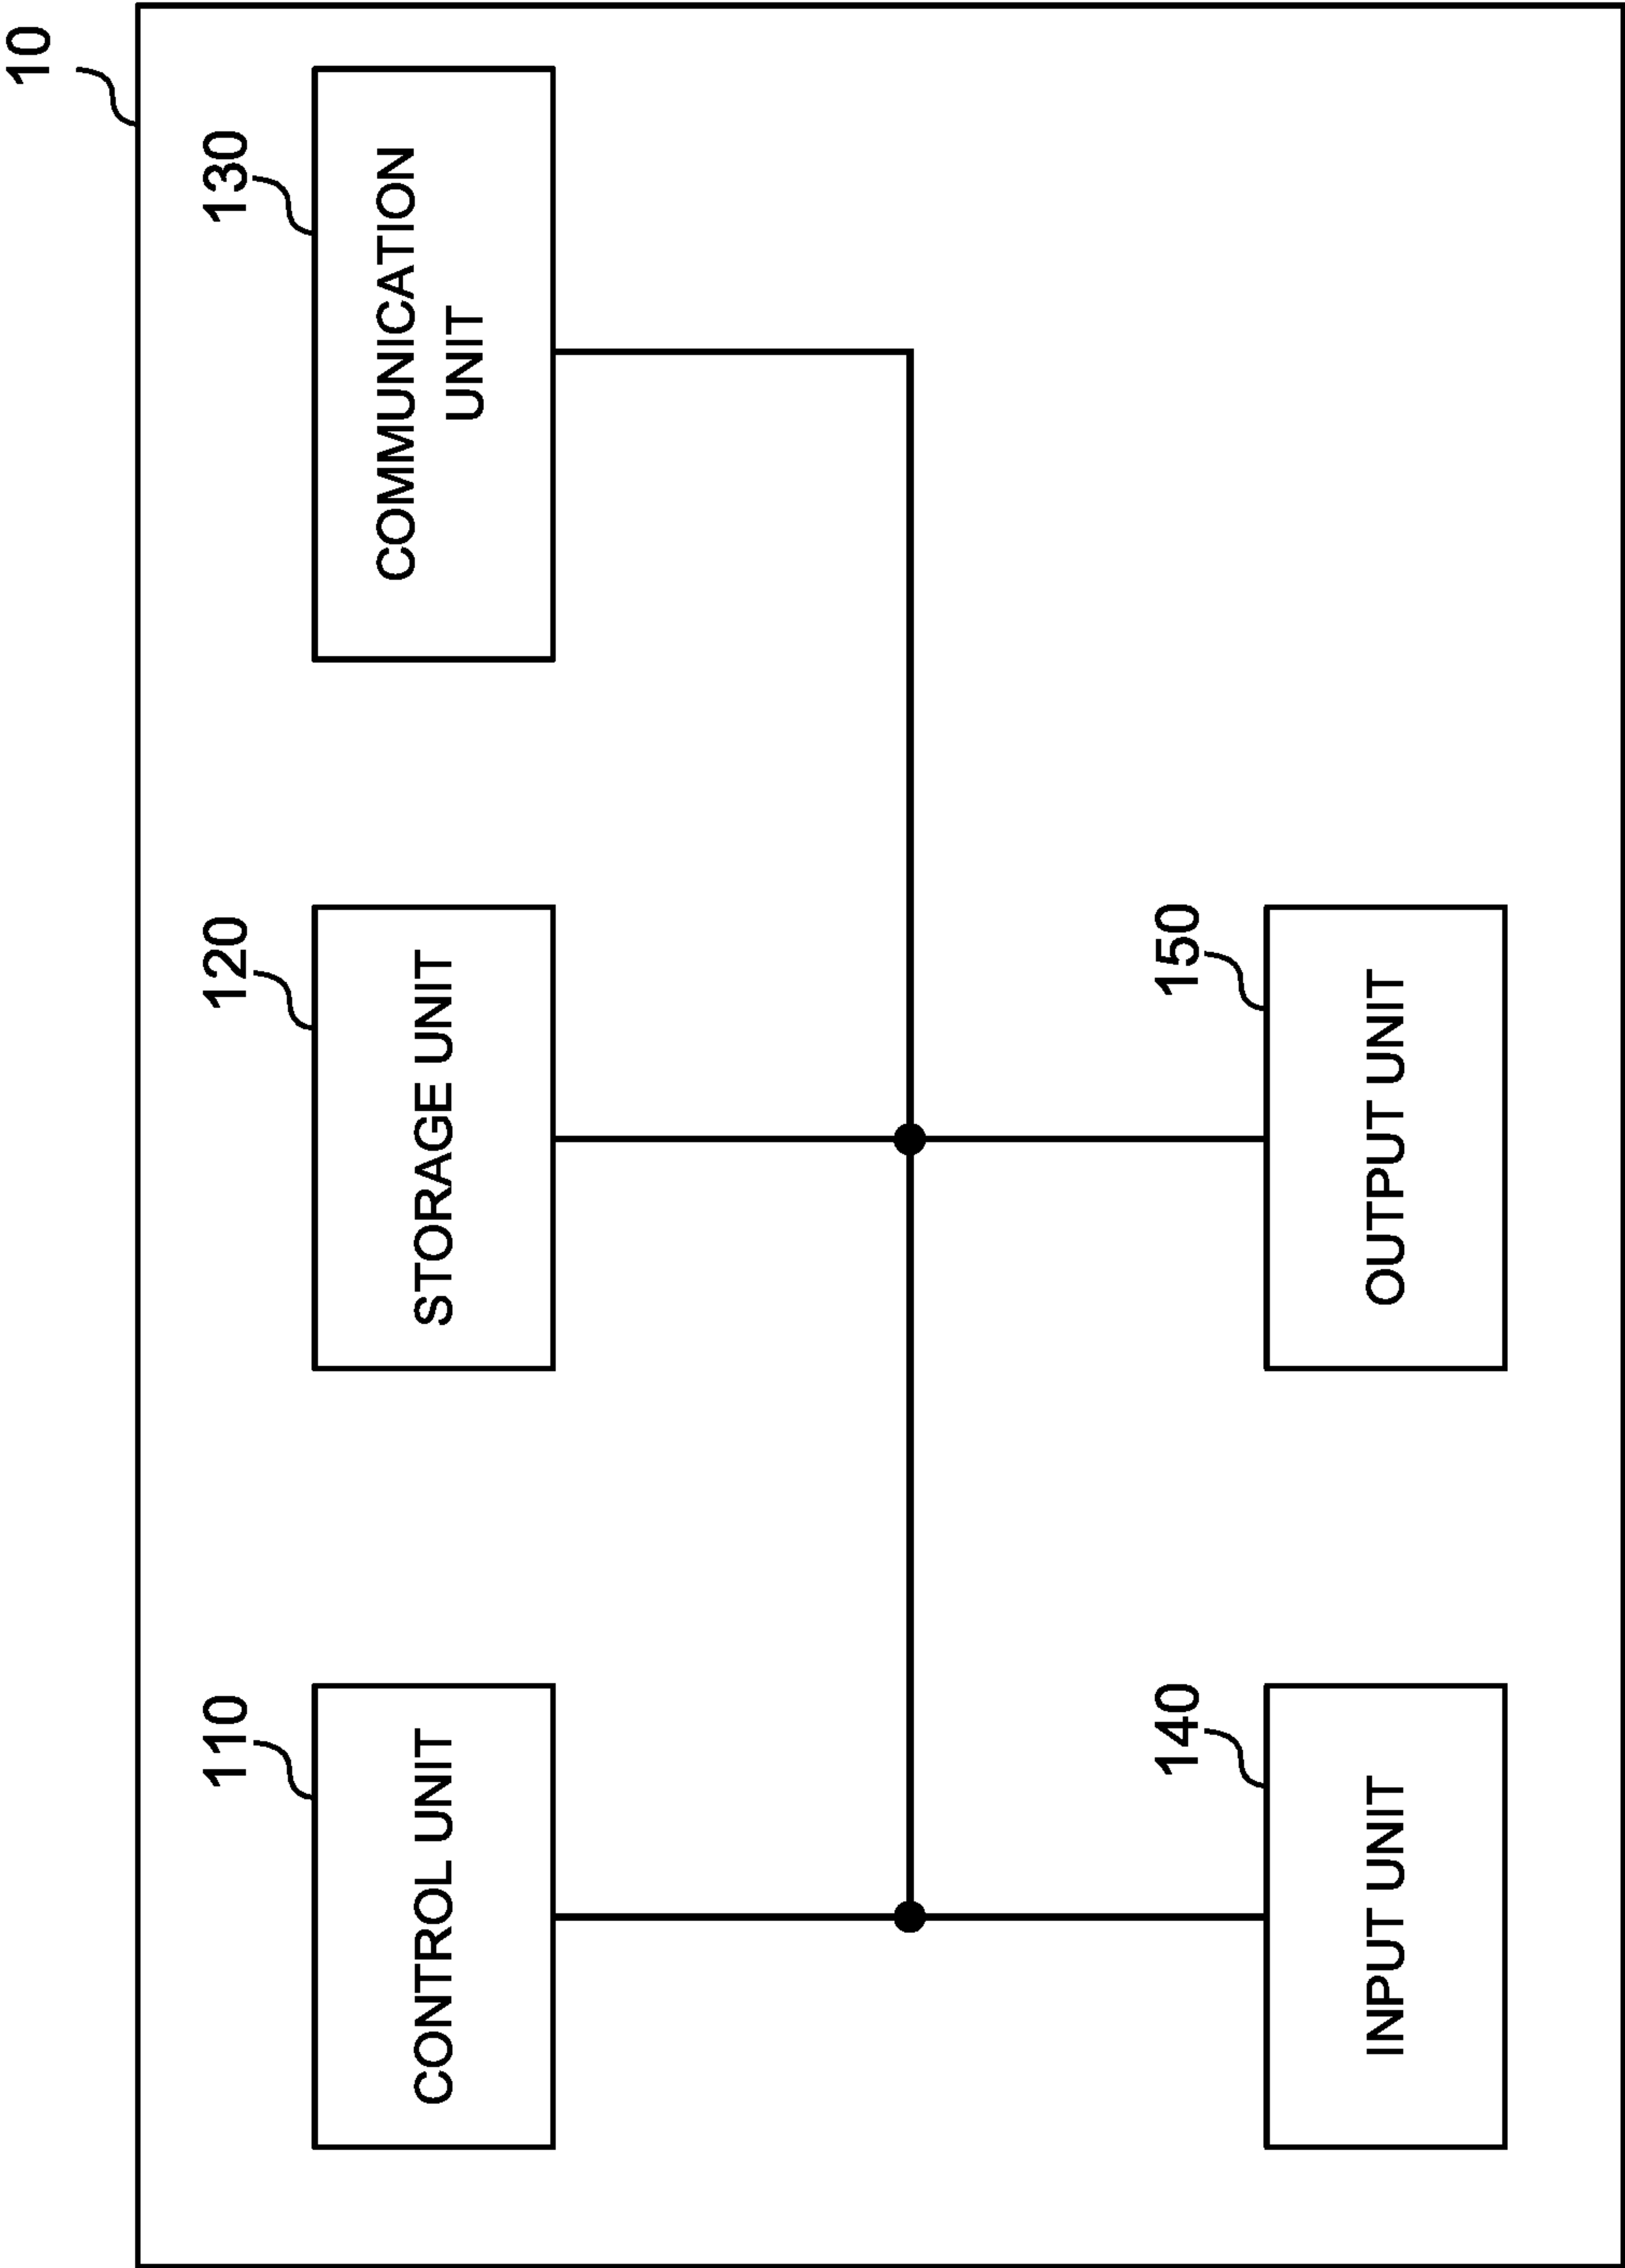 10
110
120
130
CONTROL UNIT
STORAGE UNIT
COMMUNICATION
UNIT
140
150
INPUT UNIT
OUTPUT UNIT